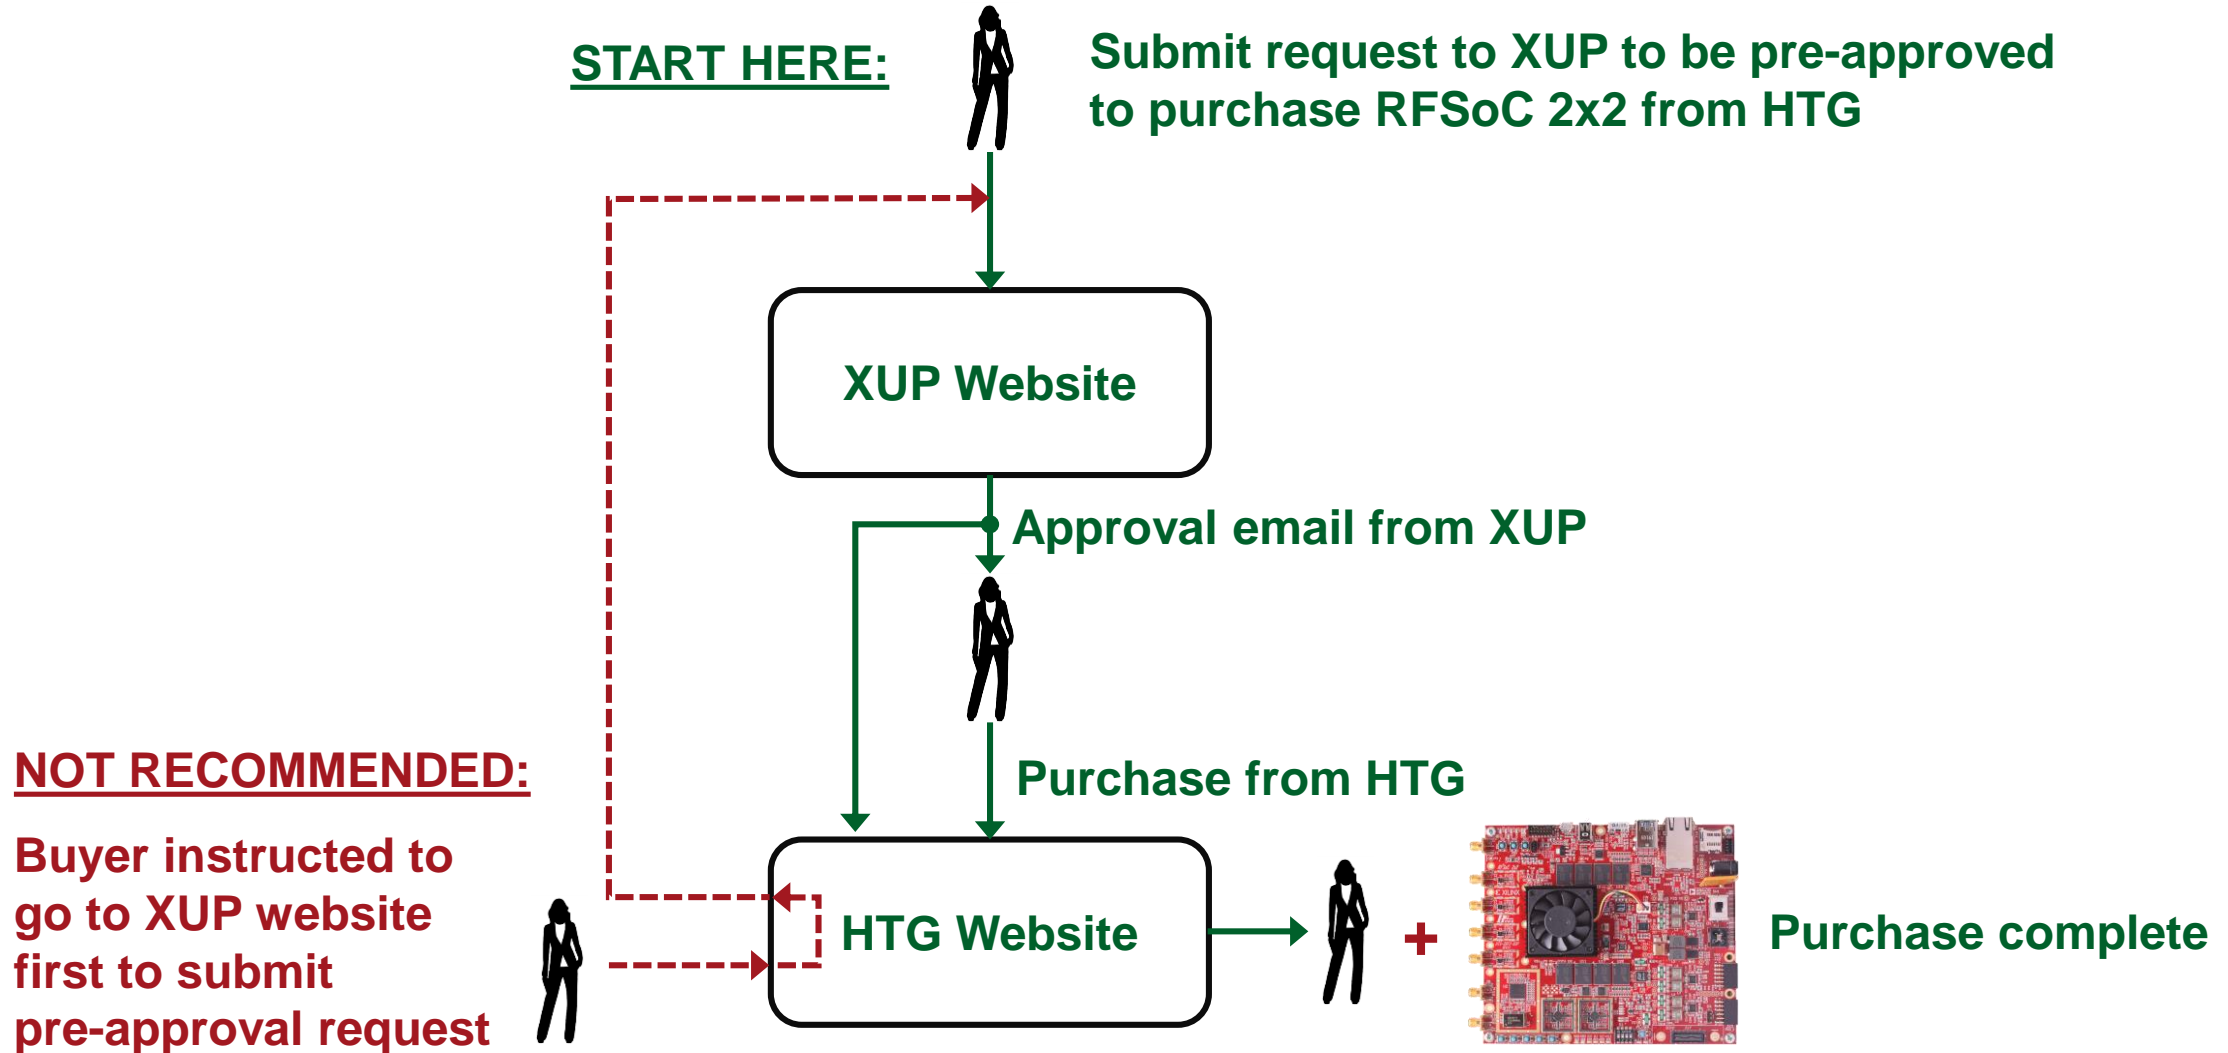 START HERE:
Submit request to XUP to be pre-approved
to purchase RFSoC 2x2 from HTG
XUP Website
Approval email from XUP
Purchase from HTG
NOT RECOMMENDED:
Buyer instructed to
go to XUP website
first to submit
pre-approval request
HTG Website
+
Purchase complete